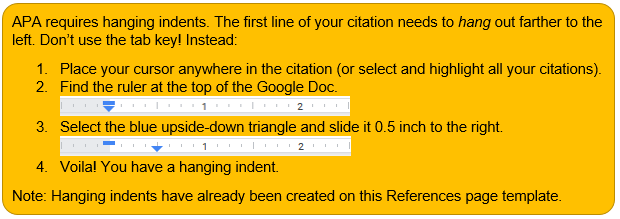 APA requires hanging indents. The first line of your citation needs to hang out farther to the
left. Don’t use the tab key! Instead:
1. Place your cursor anywhere in the citation (or select and highlight all your citations).
2. Find the ruler at the top of the Google Doc.
1 2
3. Select the blue upside-down triangle and slide it 0.5 inch to the right.
1 2
4. Voila! You have a hanging indent.
Note: Hanging indents have already been created on this References page template.